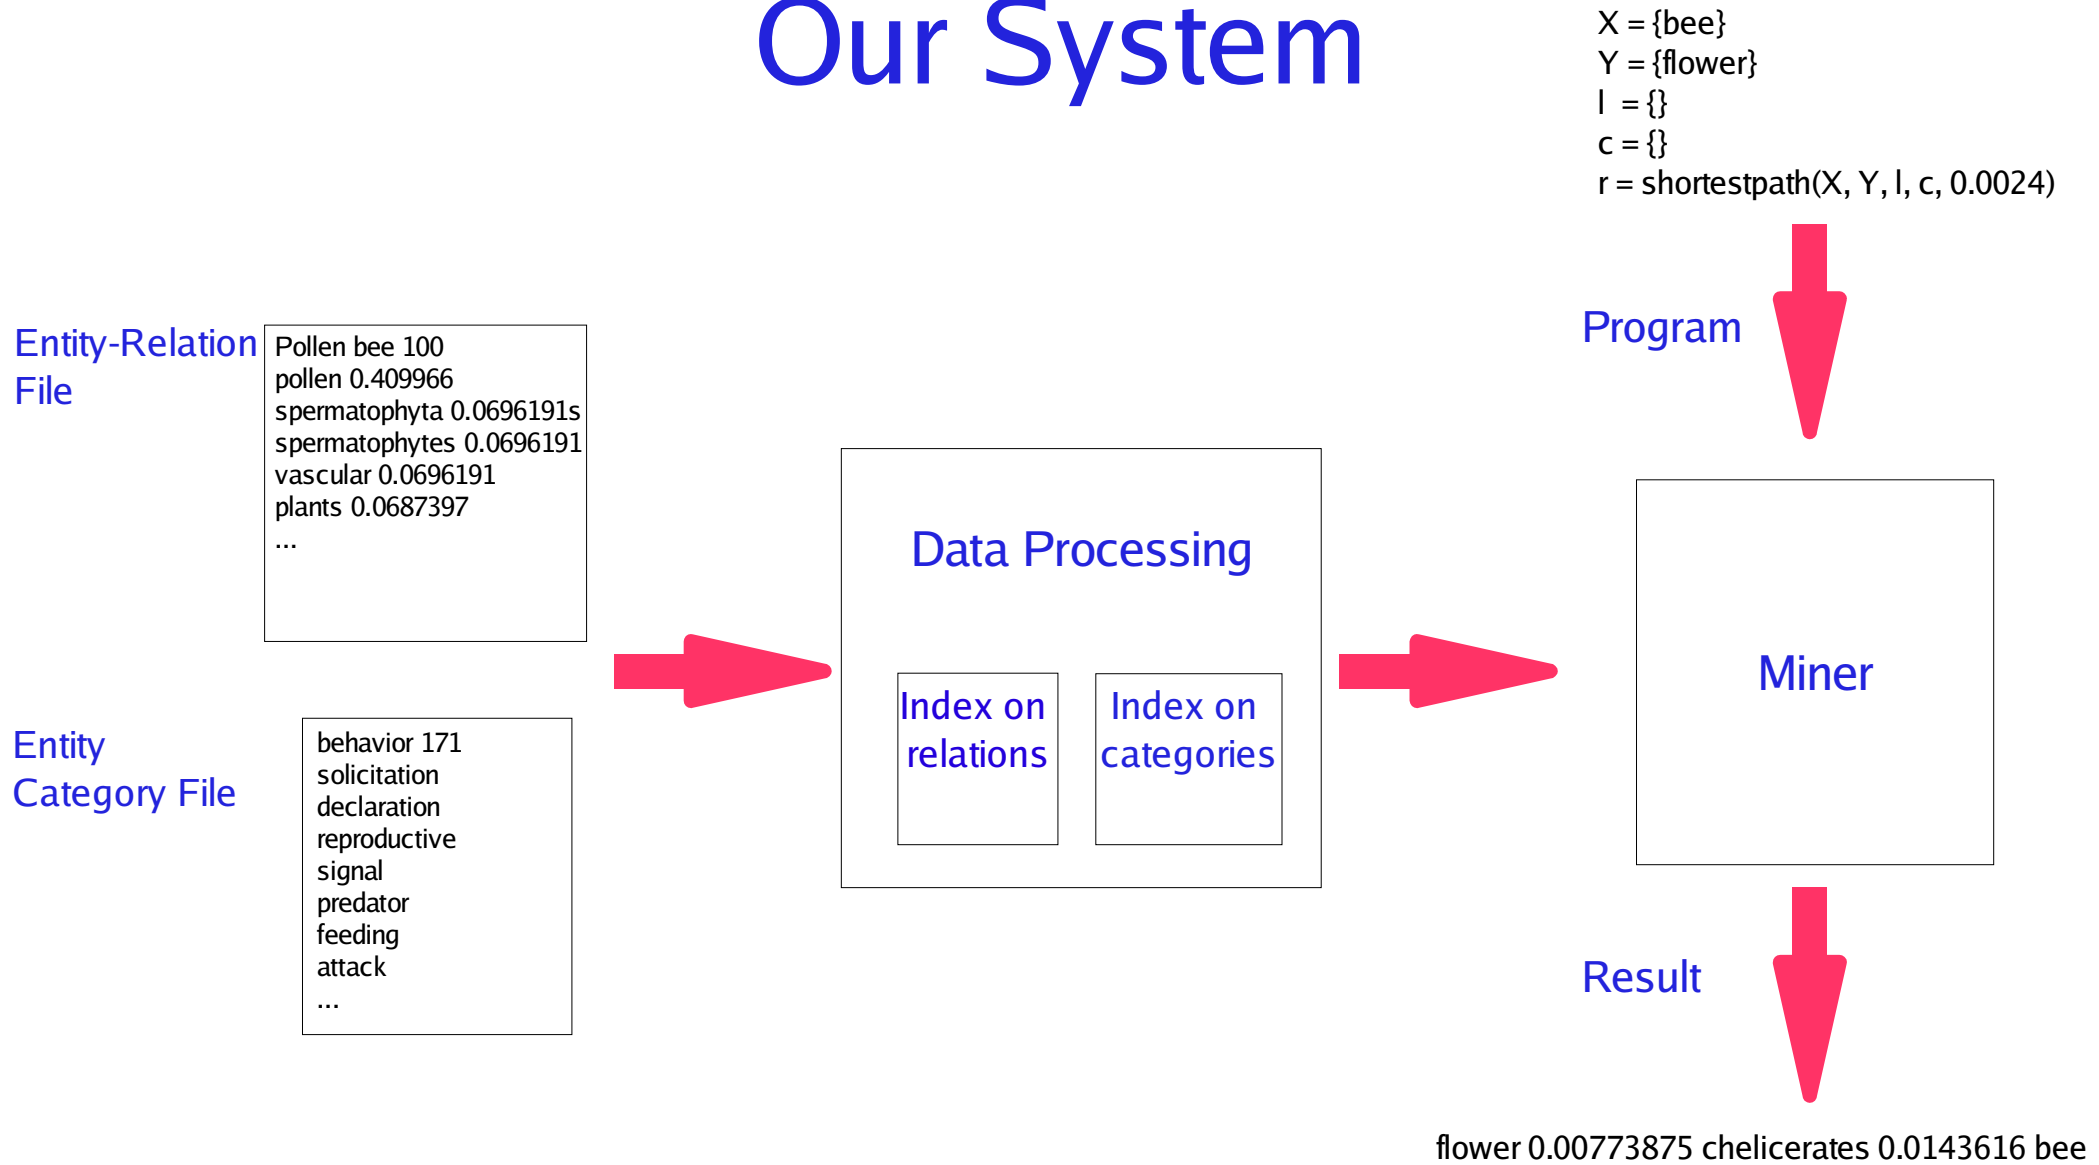 Our System
X = {bee}
Y = {flower}
l = {}
c = {}
r = shortestpath(X, Y, l, c, 0.0024)
Program
Entity-Relation
File
Pollen bee 100
pollen 0.409966
spermatophyta 0.0696191s
spermatophytes 0.0696191
vascular 0.0696191
plants 0.0687397
...
Entity
Category File
behavior 171
solicitation
declaration
reproductive
signal
predator
feeding
attack
...
Data Processing
Index on
relations
Index on
categories
Miner
Result
flower 0.00773875 chelicerates 0.0143616 bee